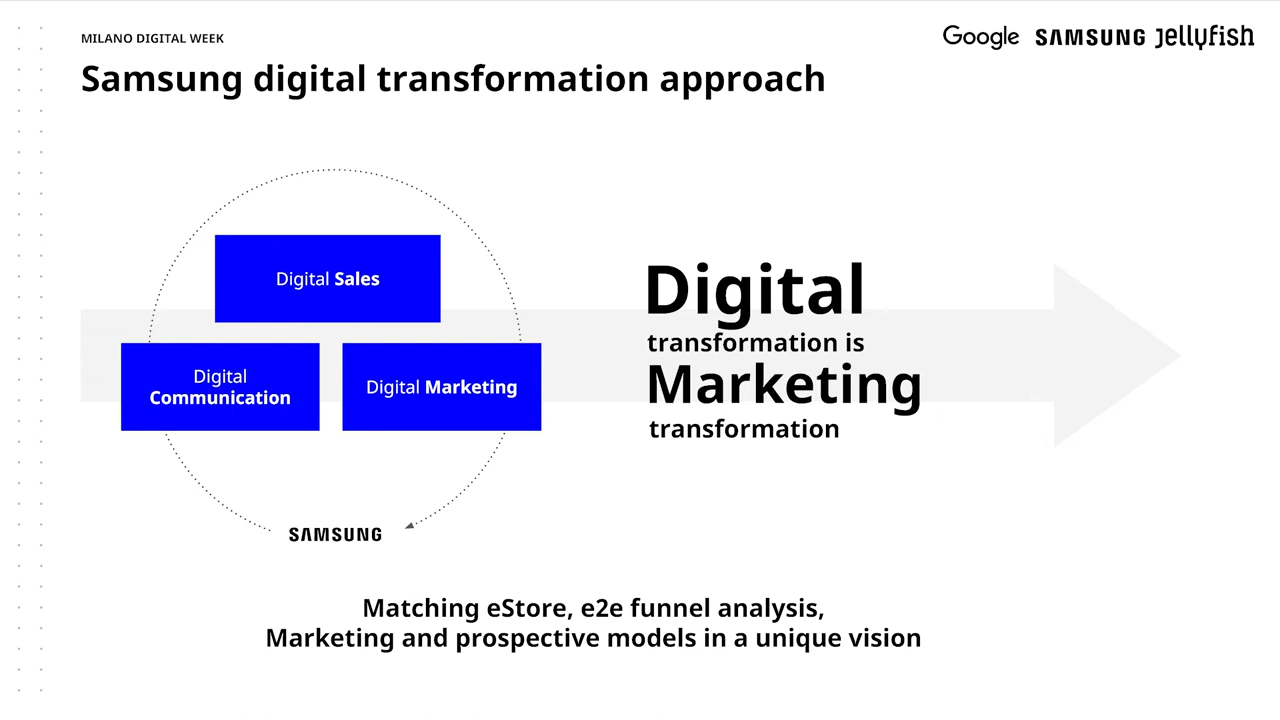 MILANO DIGITAL WEEK
Google SAMSUNG Jellyfish
Samsung digital transformation approach
Digital Sales
Digital
Communication
Digital Marketing
SAMSUNG
Digital
transformation is
Marketing
transformation
Matching eStore, e2e funnel analysis,
Marketing and prospective models in a unique vision